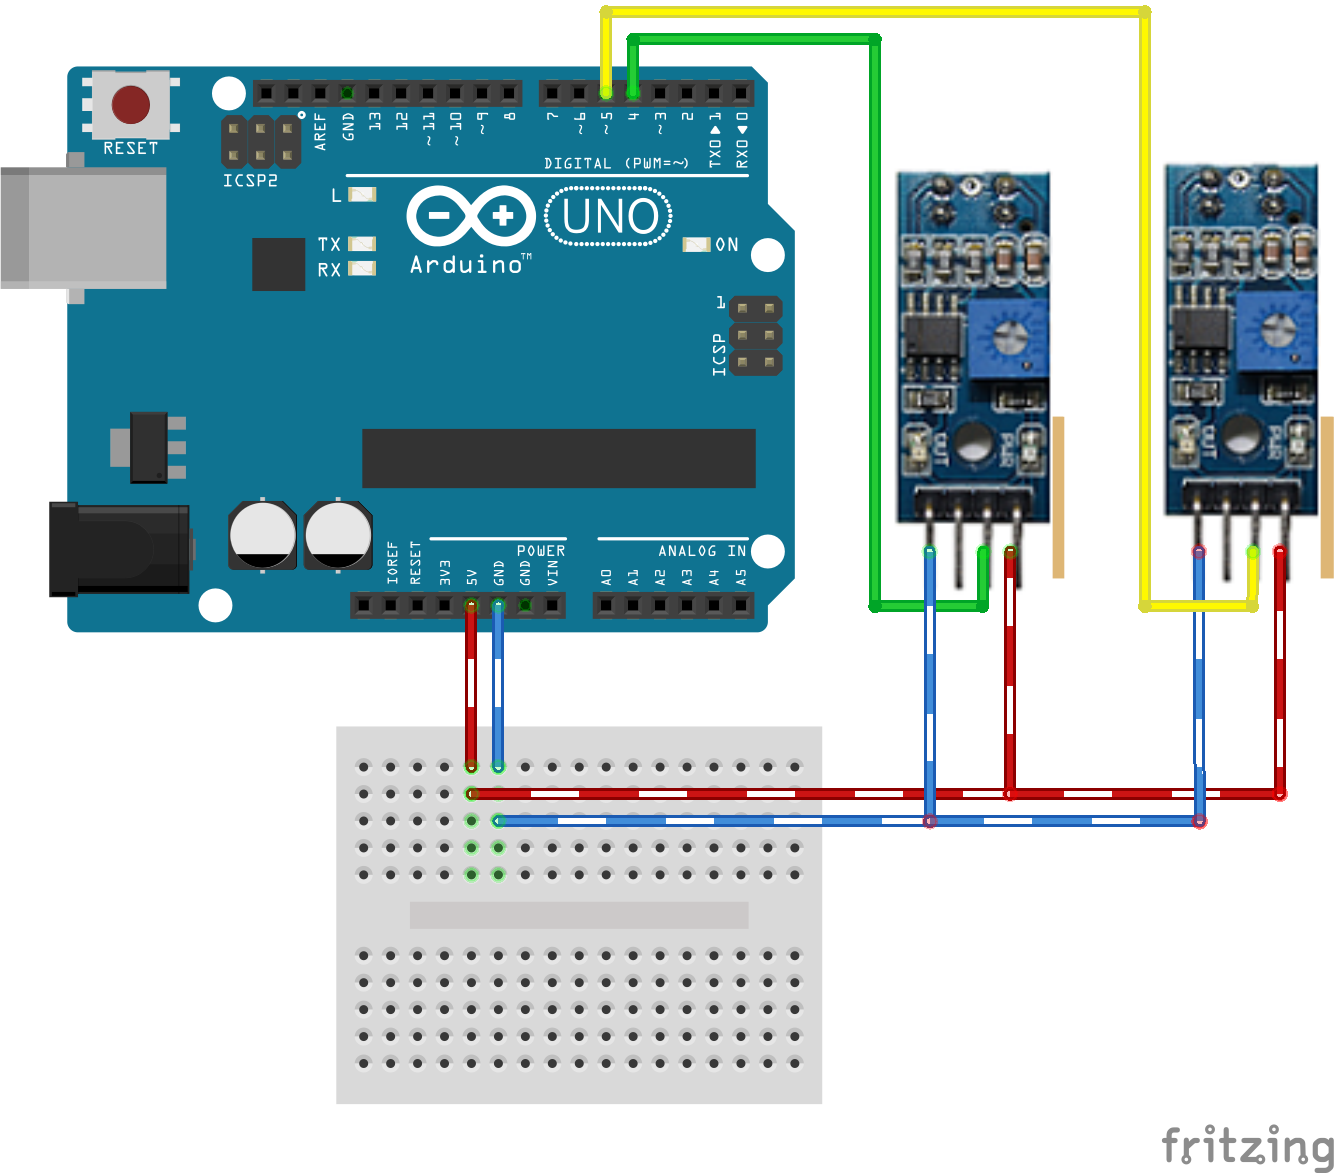 RESET
ICSP2
AREF
GND
13
12
~11
~10
~9
8
7
~6
~5
4
~3
2
TX0▶1
RX0◀0
DIGITAL (PWM=~)
L
TX
RX
UNO
Arduino™
ON
1
ICSP
OUT
PWR
OUT
PWR
IOREF
RESET
3V3
5V
GND
GND
VIN
POWER
ANALOG IN
A0
A1
A2
A3
A4
A5
fritzing